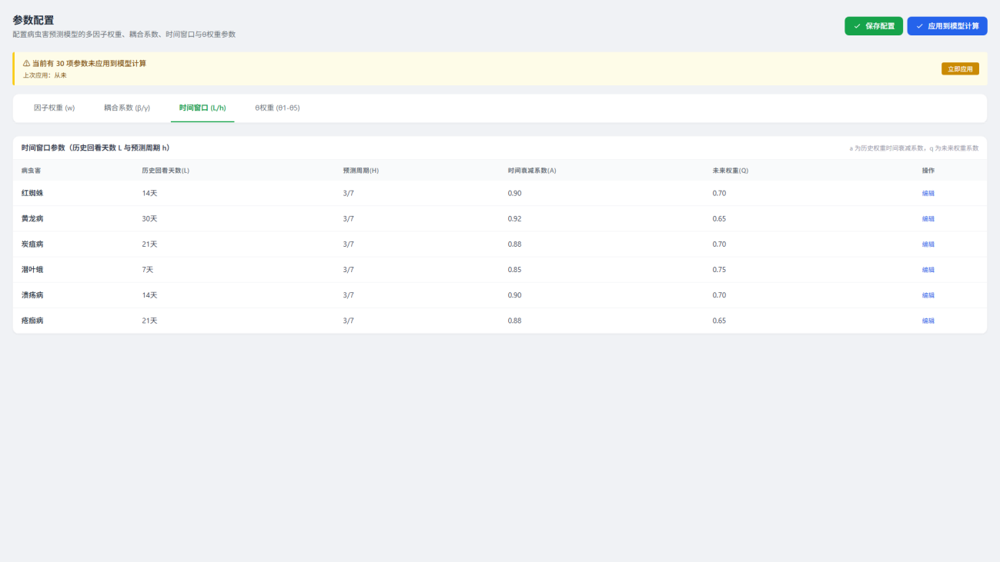 参数配置
配置病虫害预测模型的多因子权重、耦合系数、时间窗口与θ权重参数
保存配置
应用到模型计算
⚠ 当前有 30 项参数未应用到模型计算
上次应用：从未
立即应用
因子权重 (w) 耦合系数 (β/γ) 时间窗口 (L/h) θ权重 (θ1-θ5)
时间窗口参数（历史回看天数 L 与预测周期 h） a 为历史权重时间衰减系数，q 为未来权重系数
病虫害 历史回看天数(L) 预测周期(H) 时间衰减系数(A) 未来权重(Q) 操作
红蜘蛛 14天 3/7 0.90 0.70 编辑
黄龙病 30天 3/7 0.92 0.65 编辑
炭疽病 21天 3/7 0.88 0.70 编辑
潜叶蛾 7天 3/7 0.85 0.75 编辑
溃疡病 14天 3/7 0.90 0.70 编辑
疮痂病 21天 3/7 0.88 0.65 编辑